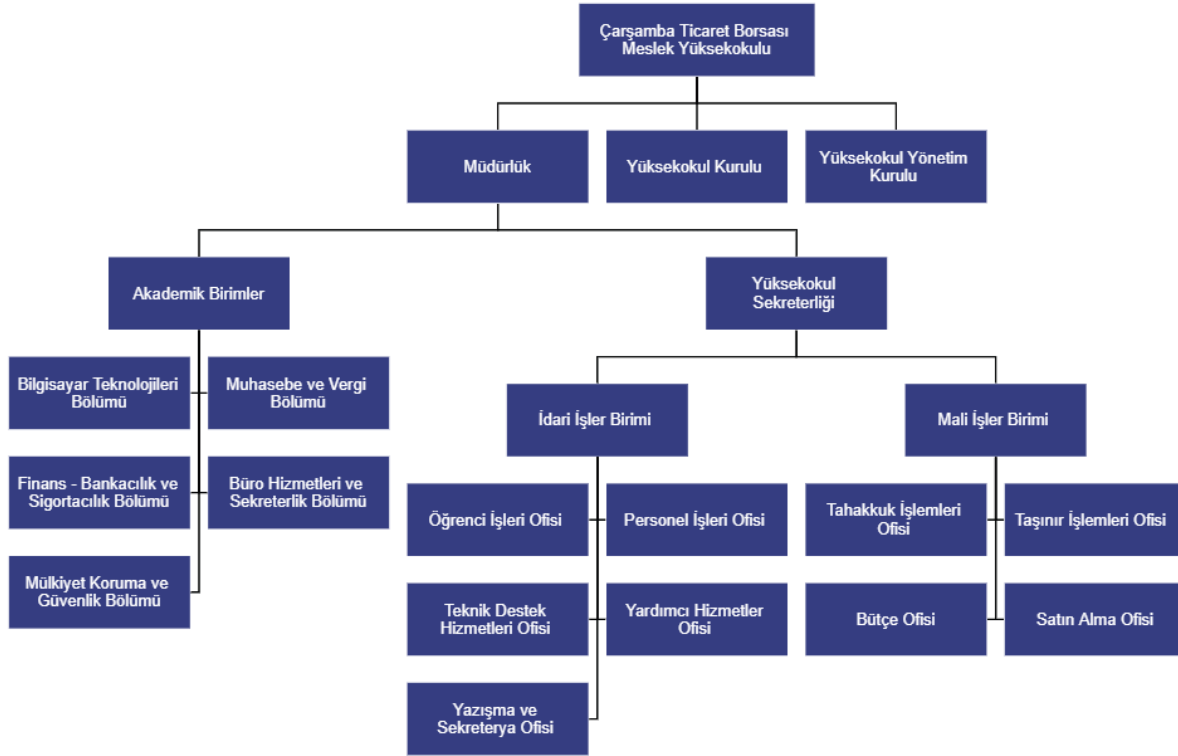 Çarşamba Ticaret Borsası
Meslek Yüksekokulu
Müdürlük
Yüksekokul Kurulu
Yüksekokul Yönetim
Kurulu
Akademik Birimler
Yüksekokul
Sekreterliği
Bilgisayar Teknolojileri
Bölümü
Muhasebe ve Vergi
Bölümü
Finans - Bankacılık ve
Sigortacılık Bölümü
Büro Hizmetleri ve
Sekreterlik Bölümü
Mülkiyet Koruma ve
Güvenlik Bölümü
İdari İşler Birimi
Mali İşler Birimi
Öğrenci İşleri Ofisi
Personel İşleri Ofisi
Teknik Destek
Hizmetleri Ofisi
Yardımcı Hizmetler
Ofisi
Yazışma ve
Sekreterya Ofisi
Tahakkuk İşlemleri
Ofisi
Taşınır İşlemleri Ofisi
Bütçe Ofisi
Satın Alma Ofisi